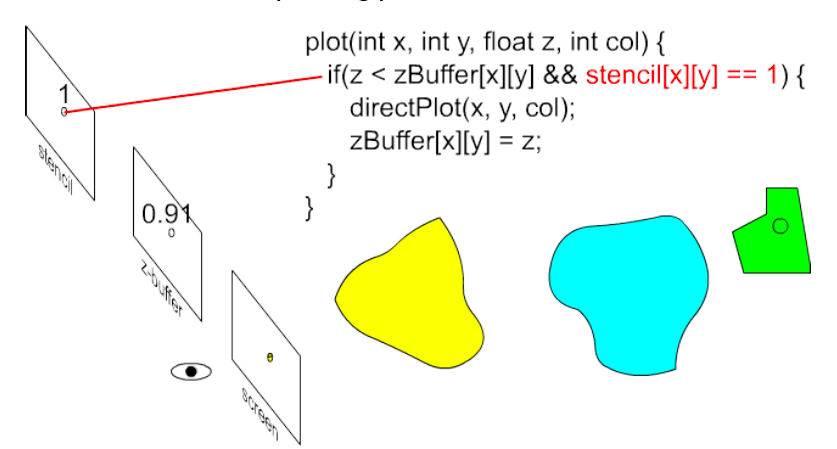 plot(int x, int y, float z, int col) {
if(z < zBuffer[x][y] && stencil[x][y] == 1) {
directPlot(x, y, col);
zBuffer[x][y] = z;
}
}
1
stencil
0.91
z-buffer
screen